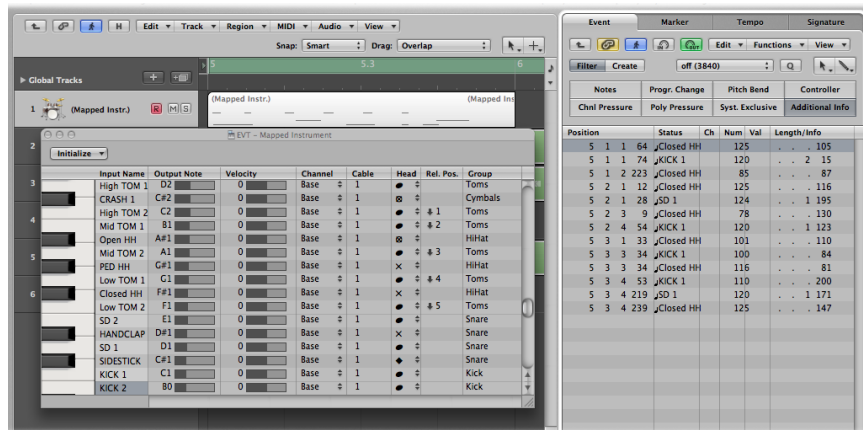 H Edit Track Region MIDI Audio View
Snap: Smart Drag: Overlap
5 5.3 6
Global Tracks
1 (Mapped Instr.) R M S
(Mapped Instr.) (Mapped Ins
2
3
4
5
6
EVT – Mapped Instrument
Initialize
Input Name Output Note Velocity Channel Cable Head Rel. Pos. Group
High TOM 1 D2 0 Base 1 Toms
CRASH 1 C#2 0 Base 1 Cymbals
High TOM 2 C2 0 Base 1 1 Toms
Mid TOM 1 B1 0 Base 1 2 Toms
Open HH A#1 0 Base 1 HiHat
Mid TOM 2 A1 0 Base 1 3 Toms
PED HH G#1 0 Base 1 HiHat
Low TOM 1 G1 0 Base 1 4 Toms
Closed HH F#1 0 Base 1 HiHat
Low TOM 2 F1 0 Base 1 5 Toms
SD 2 E1 0 Base 1 Snare
HANDCLAP D#1 0 Base 1 Snare
SD 1 D1 0 Base 1 Snare
SIDESTICK C#1 0 Base 1 Snare
KICK 1 C1 0 Base 1 Kick
KICK 2 B0 0 Base 1 Kick
Event Marker Tempo Signature
IN OUT Edit Functions View
Filter Create off (3840) Q
Notes Progr. Change Pitch Bend Controller
Chnl Pressure Poly Pressure Syst. Exclusive Additional Info
Position Status Ch Num Val Length/Info
5 1 1 64 Closed HH 125 . . . 105
5 1 1 74 KICK 1 120 . . 2 15
5 1 2 223 Closed HH 85 . . . 87
5 2 1 12 Closed HH 125 . . . 116
5 2 1 28 SD 1 124 . . 1 195
5 2 3 9 Closed HH 78 . . . 130
5 2 4 54 KICK 1 120 . . 1 123
5 3 1 33 Closed HH 101 . . . 110
5 3 3 34 KICK 1 100 . . . 84
5 3 3 34 Closed HH 116 . . . 81
5 3 4 53 KICK 1 110 . . . 200
5 3 4 219 SD 1 120 . . 1 171
5 3 4 239 Closed HH 125 . . . 147